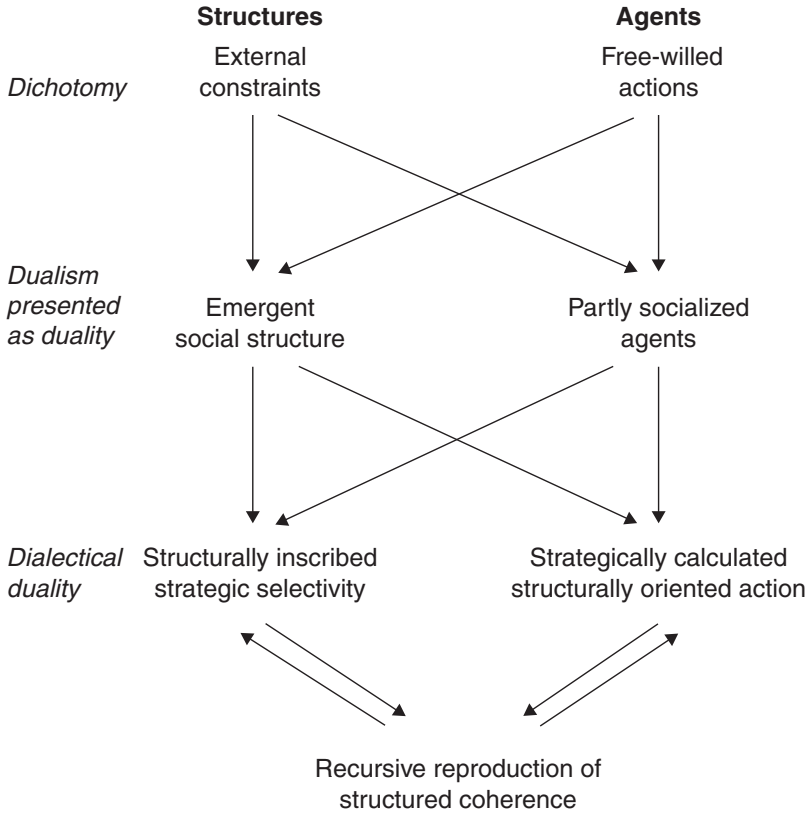 Structures
Agents
External
constraints
Free-willed
actions
Dichotomy
Dualism
presented
as duality
Emergent
social structure
Partly socialized
agents
Dialectical
duality
Structurally inscribed
strategic selectivity
Strategically calculated
structurally oriented action
Recursive reproduction of
structured coherence